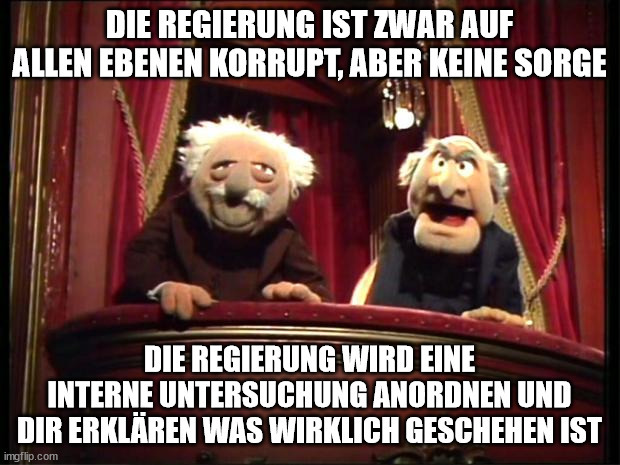 DIE REGIERUNG IST ZWAR AUF
ALLEN EBENEN KORRUPT, ABER KEINE SORGE
DIE REGIERUNG WIRD EINE
INTERNE UNTERSUCHUNG ANORDNEN UND
DIR ERKLÄREN WAS WIRKLICH GESCHEHEN IST
imgflip.com